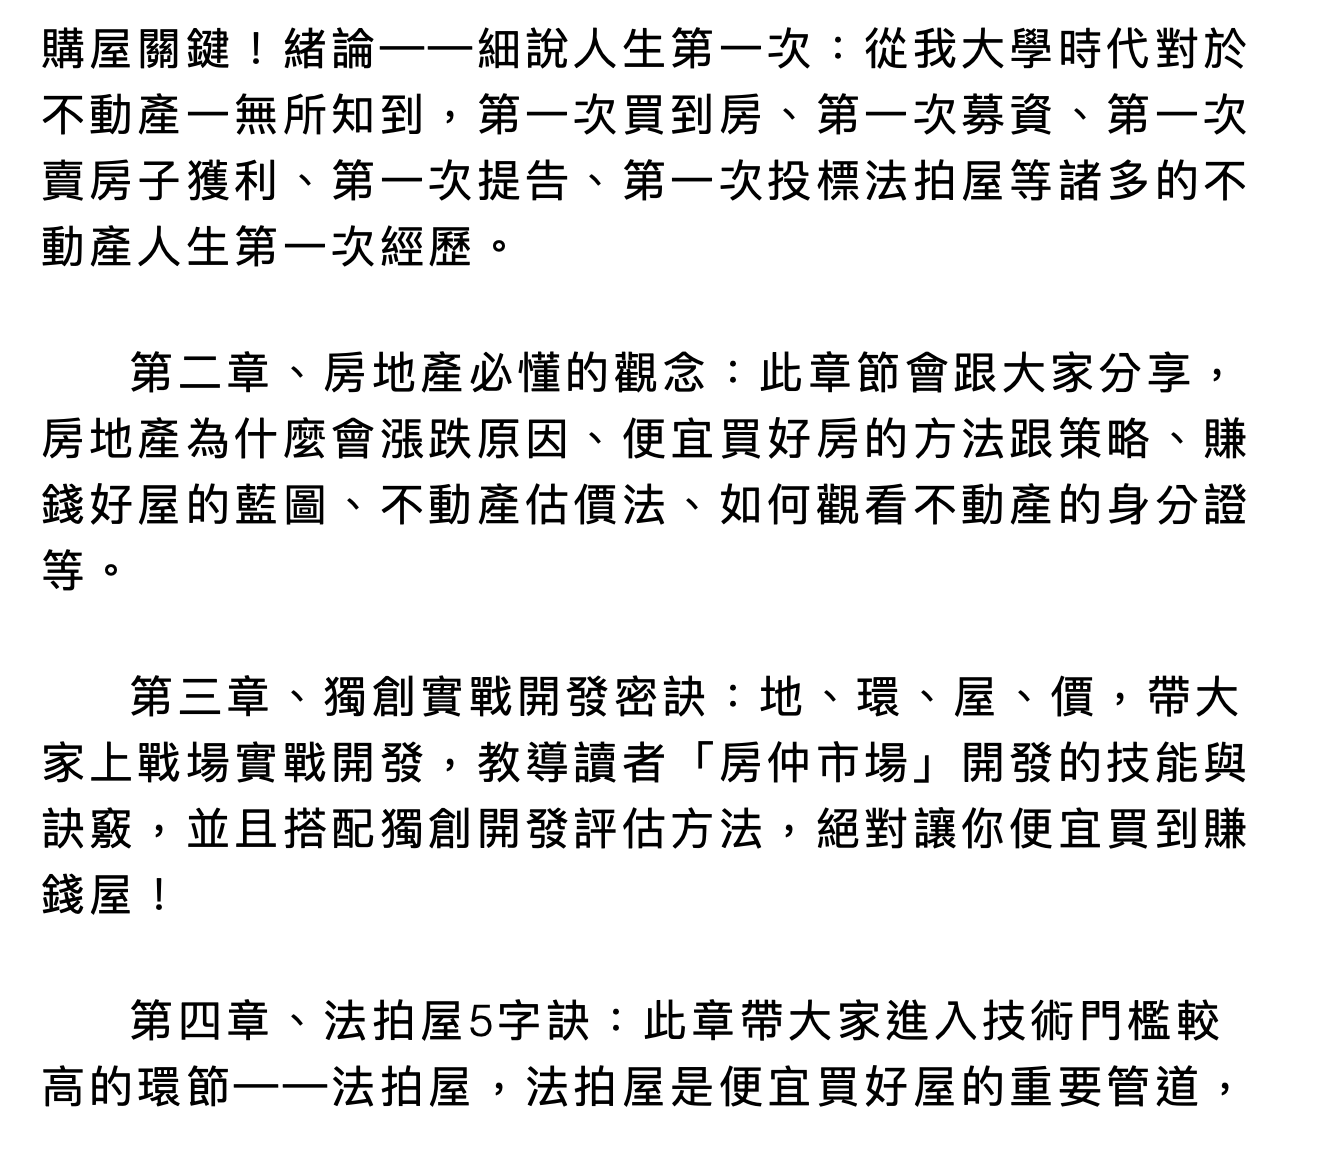 購屋關鍵！緒論——細說人生第一次：從我大學時代對於
不動產一無所知到，第一次買到房、第一次募資、第一次
賣房子獲利、第一次提告、第一次投標法拍屋等諸多的不
動產人生第一次經歷。
第二章、房地產必懂的觀念：此章節會跟大家分享，
房地產為什麼會漲跌原因、便宜買好房的方法跟策略、賺
錢好屋的藍圖、不動產估價法、如何觀看不動產的身分證
等。
第三章、獨創實戰開發密訣：地、環、屋、價，帶大
家上戰場實戰開發，教導讀者「房仲市場」開發的技能與
訣竅，並且搭配獨創開發評估方法，絕對讓你便宜買到賺
錢屋！
第四章、法拍屋5字訣：此章帶大家進入技術門檻較
高的環節——法拍屋，法拍屋是便宜買好屋的重要管道，